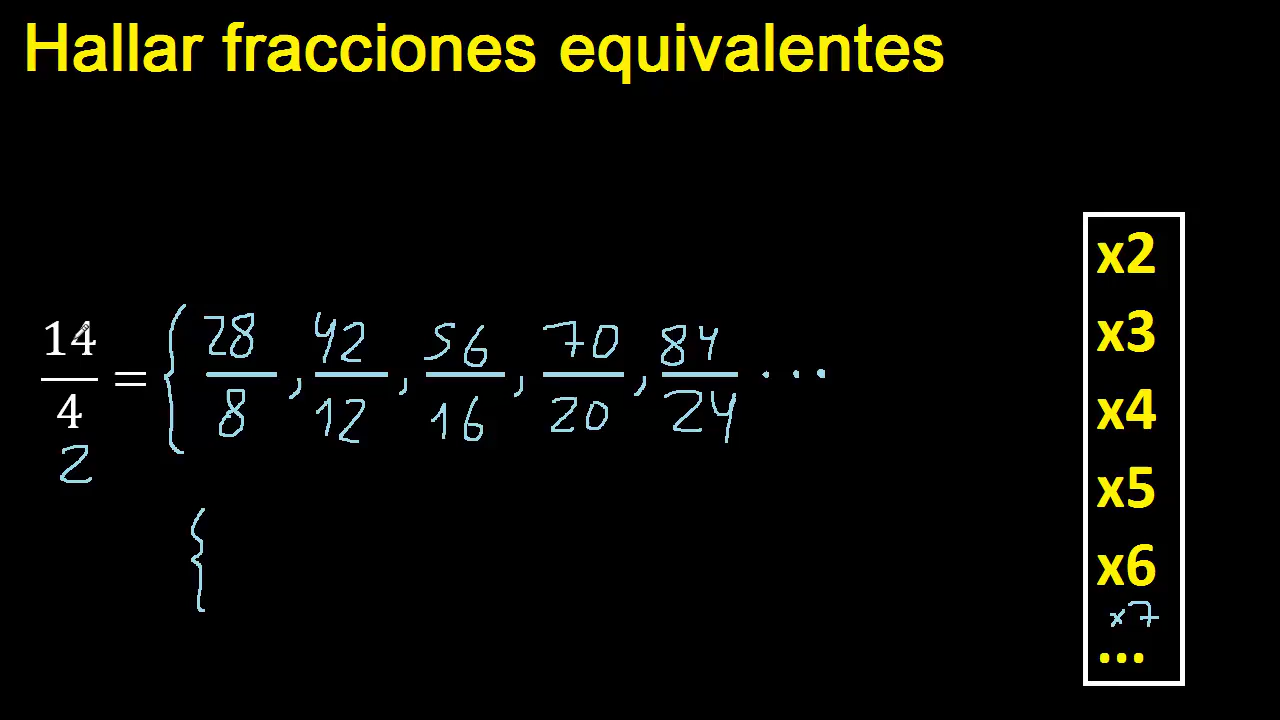 Hallar fracciones equivalentes
14/4 = { 28/8 , 42/12 , 56/16 , 70/20 , 84/24 ...
2
{
x2
x3
x4
x5
x6
x7
...